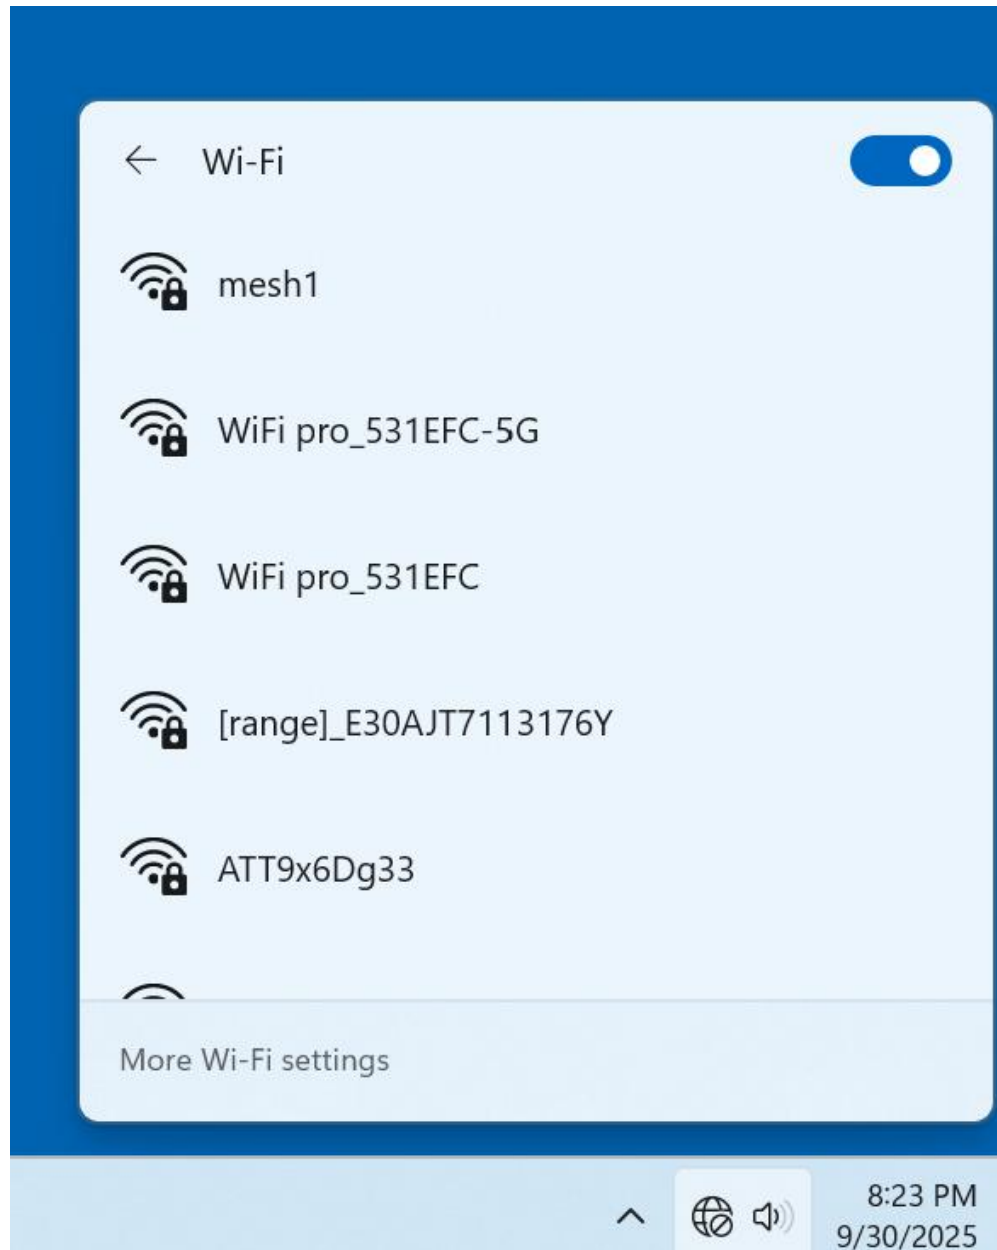 Wi-Fi
mesh1
WiFi pro_531EFC-5G
WiFi pro_531EFC
[range]_E30AJT7113176Y
ATT9x6Dg33
More Wi-Fi settings
8:23 PM
9/30/2025